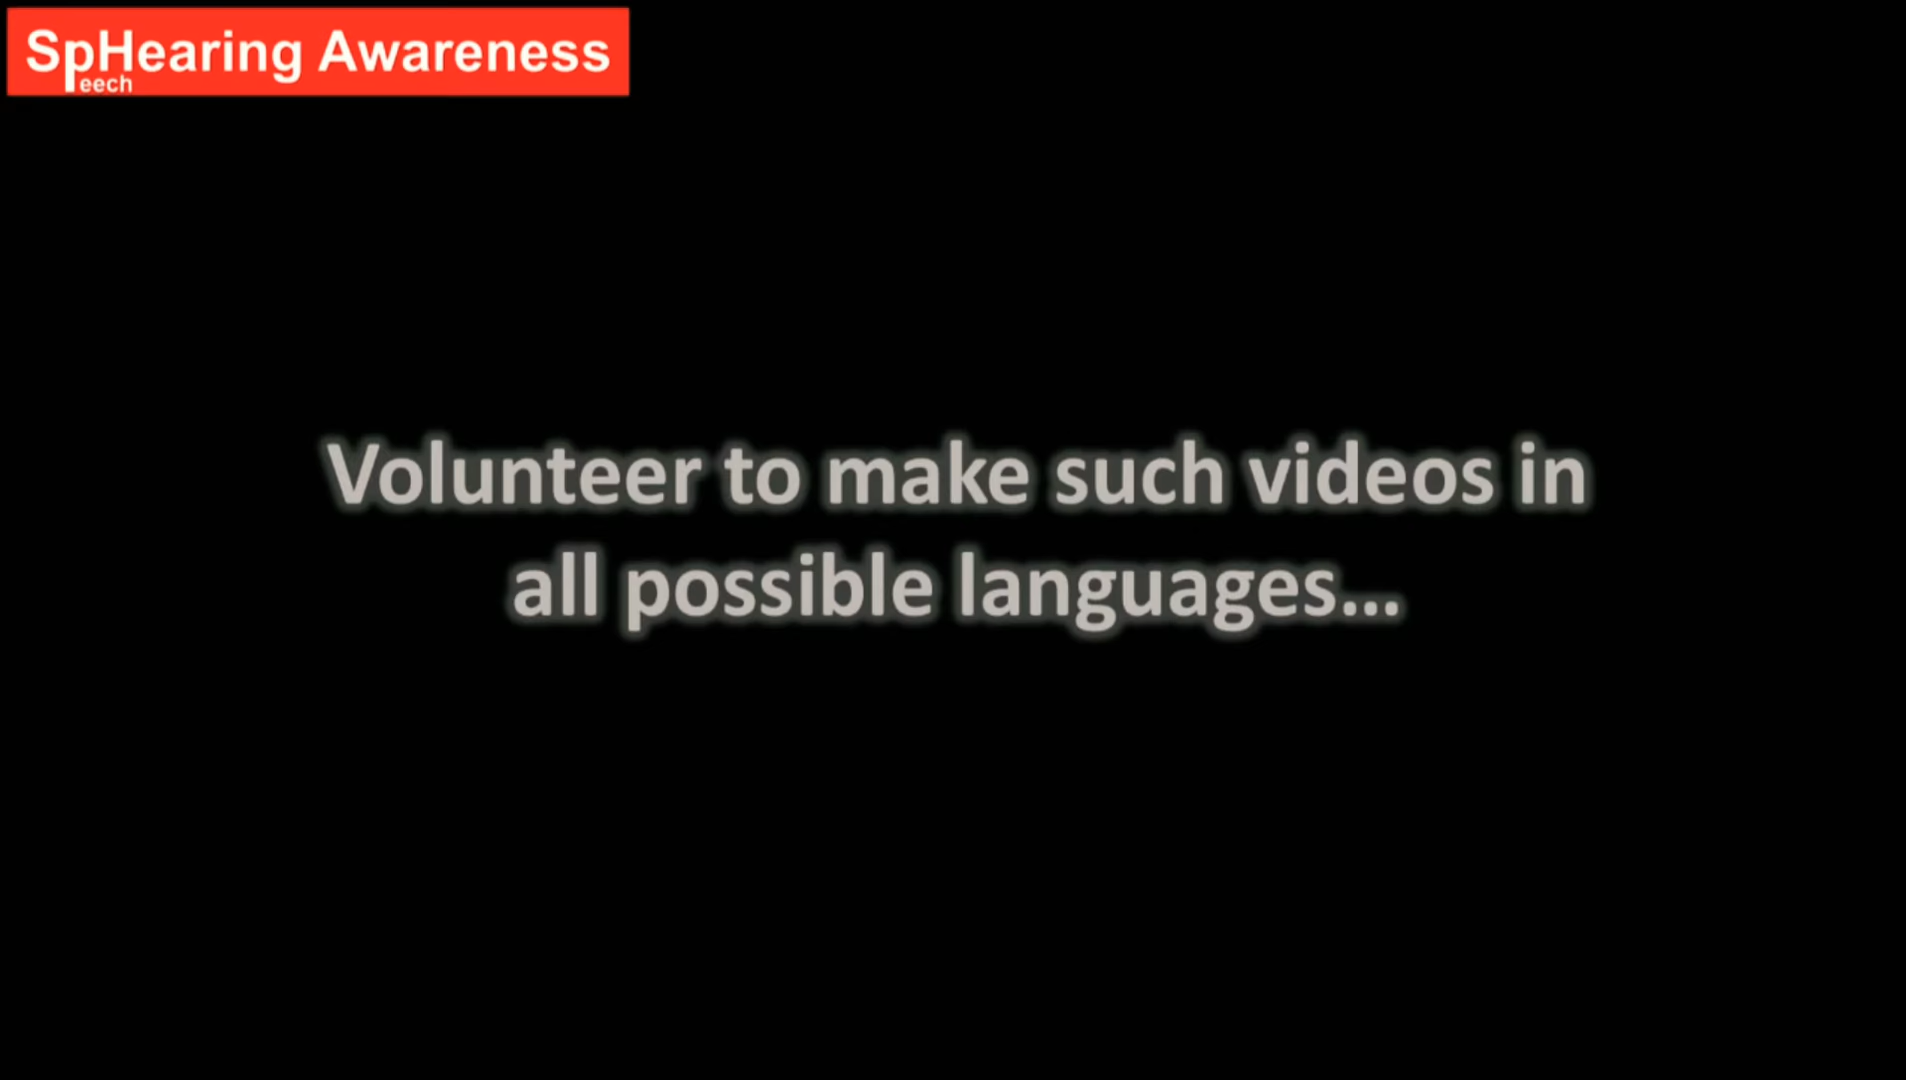 SpHearing Awareness
eech
Volunteer to make such videos in
all possible languages...